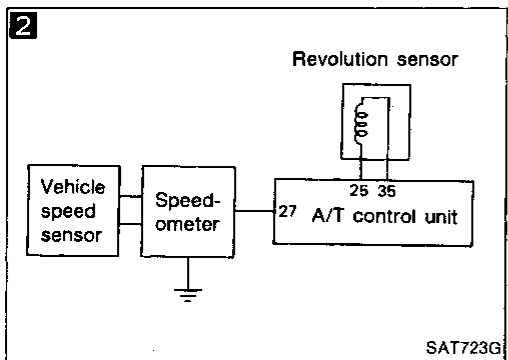 2
Revolution sensor
Vehicle
speed
sensor
Speed-
ometer
25 35
27 A/T control unit
SAT723G